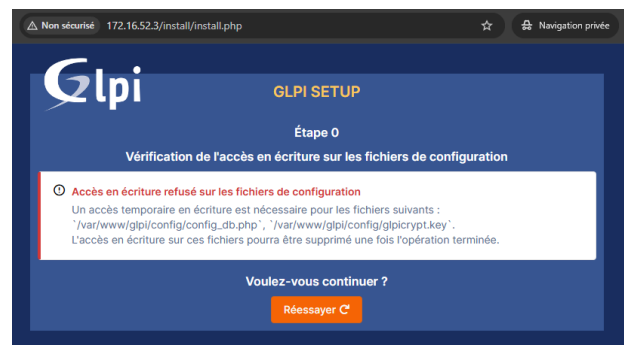 Non sécurisé 172.16.52.3/install/install.php Navigation privée
Glpi
GLPI SETUP
Étape 0
Vérification de l'accès en écriture sur les fichiers de configuration
Accès en écriture refusé sur les fichiers de configuration
Un accès temporaire en écriture est nécessaire pour les fichiers suivants :
`/var/www/glpi/config/config_db.php`, `/var/www/glpi/config/glpicrypt.key`.
L'accès en écriture sur ces fichiers pourra être supprimé une fois l'opération terminée.
Voulez-vous continuer ?
Réessayer